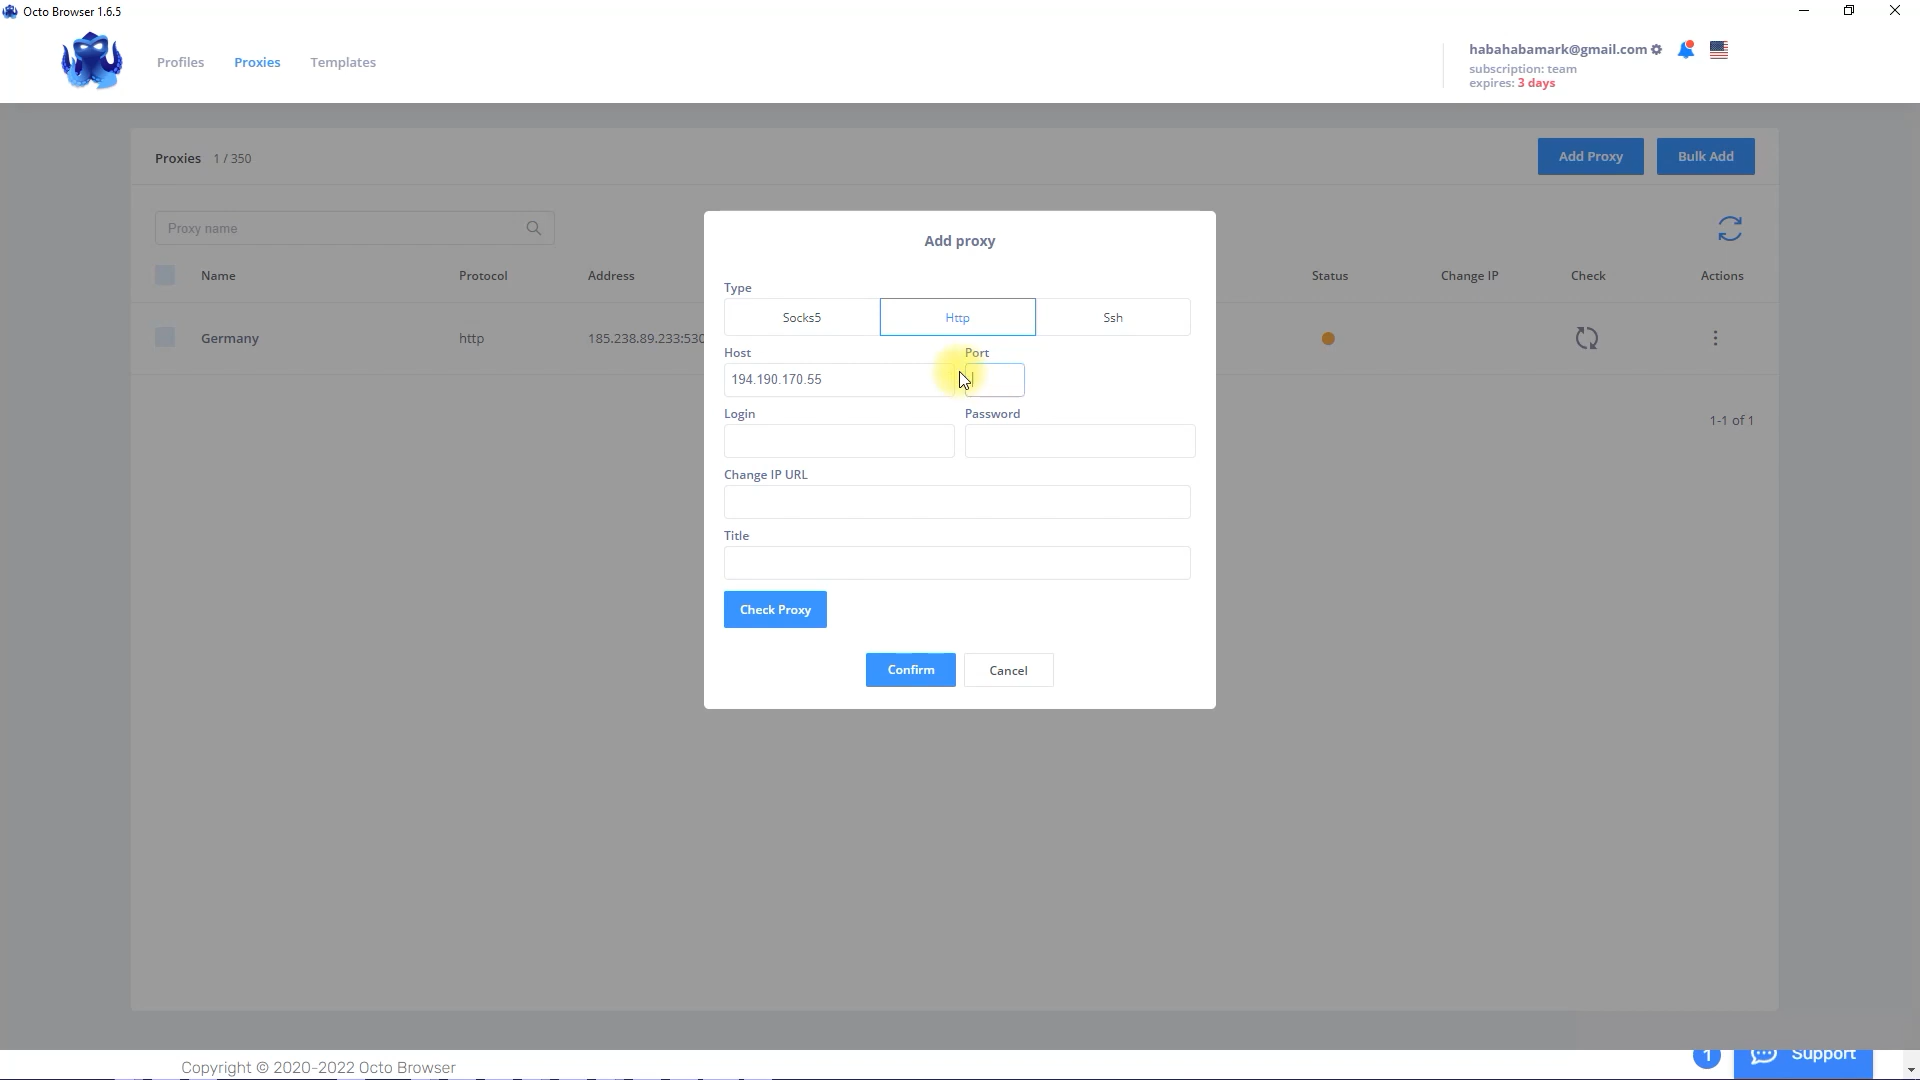 Octo Browser 1.6.5
Profiles Proxies Templates
habahabamark@gmail.com
subscription: team
expires: 3 days
Proxies 1 / 350
Add Proxy Bulk Add
Proxy name
Name Protocol Address Status Change IP Check Actions
Germany http 185.238.89.233:530
1-1 of 1
Add proxy
Type
Socks5 Http Ssh
Host Port
194.190.170.55
Login Password
Change IP URL
Title
Check Proxy
Confirm Cancel
Copyright © 2020-2022 Octo Browser
1 Support